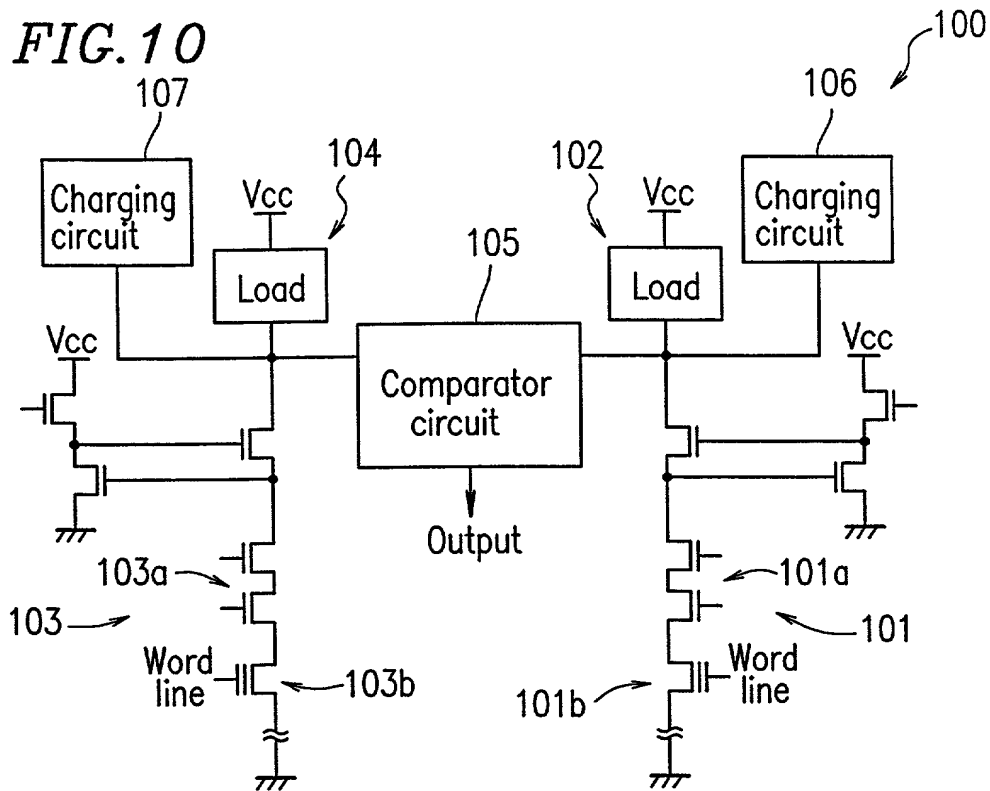 FIG. 10
100
107
106
104
102
Charging
circuit
Vcc
Vcc
Charging
circuit
105
Load
Load
Vcc
Vcc
Comparator
circuit
Output
103a
101a
103
101
Word
line
Word
line
103b
101b